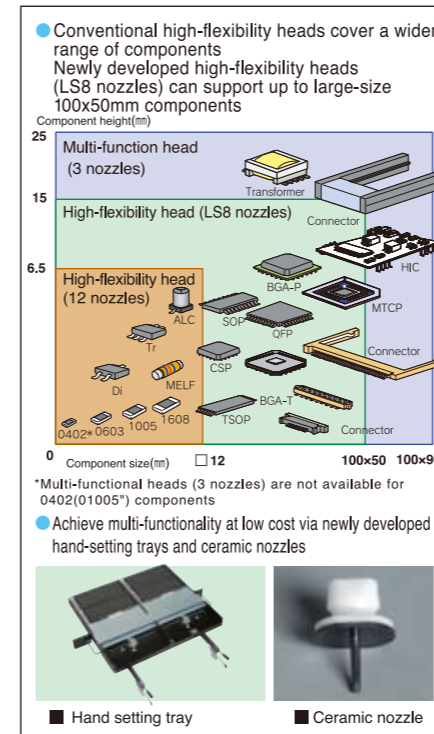 Conventional high-flexibility heads cover a wider
range of components
Newly developed high-flexibility heads
(LS8 nozzles) can support up to large-size
100x50mm components
Component height(mm)
25
Multi-function head
(3 nozzles)
Transformer
15
High-flexibility head (LS8 nozzles)
Connector
HIC
6.5
High-flexibility head
(12 nozzles)
BGA-P
MTCP
ALC
SOP
QFP
Tr
Connector
CSP
Di
MELF
BGA-T
TSOP
0402* 0603 1005 1608
Connector
0
Component size(mm)
□12
100x50 100x9
*Multi-functional heads (3 nozzles) are not available for
0402(01005") components
Achieve multi-functionality at low cost via newly developed
hand-setting trays and ceramic nozzles
■ Hand setting tray
■ Ceramic nozzle